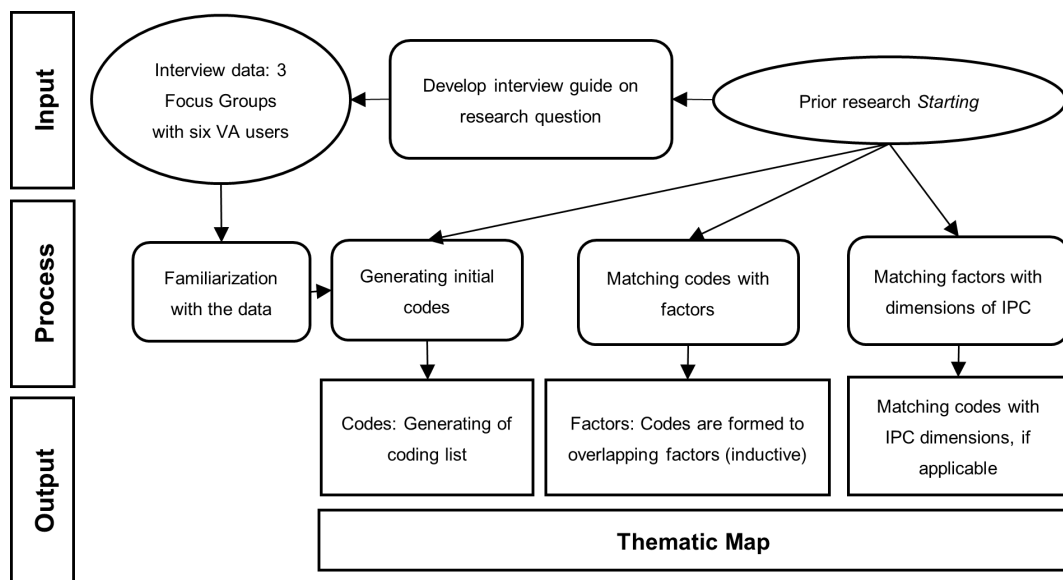 Input
Interview data: 3
Focus Groups
with six VA users
Develop interview guide on
research question
Prior research Starting
Process
Familiarization
with the data
Generating initial
codes
Matching codes with
factors
Matching factors with
dimensions of IPC
Output
Codes: Generating of
coding list
Factors: Codes are formed to
overlapping factors (inductive)
Matching codes with
IPC dimensions, if
applicable
Thematic Map